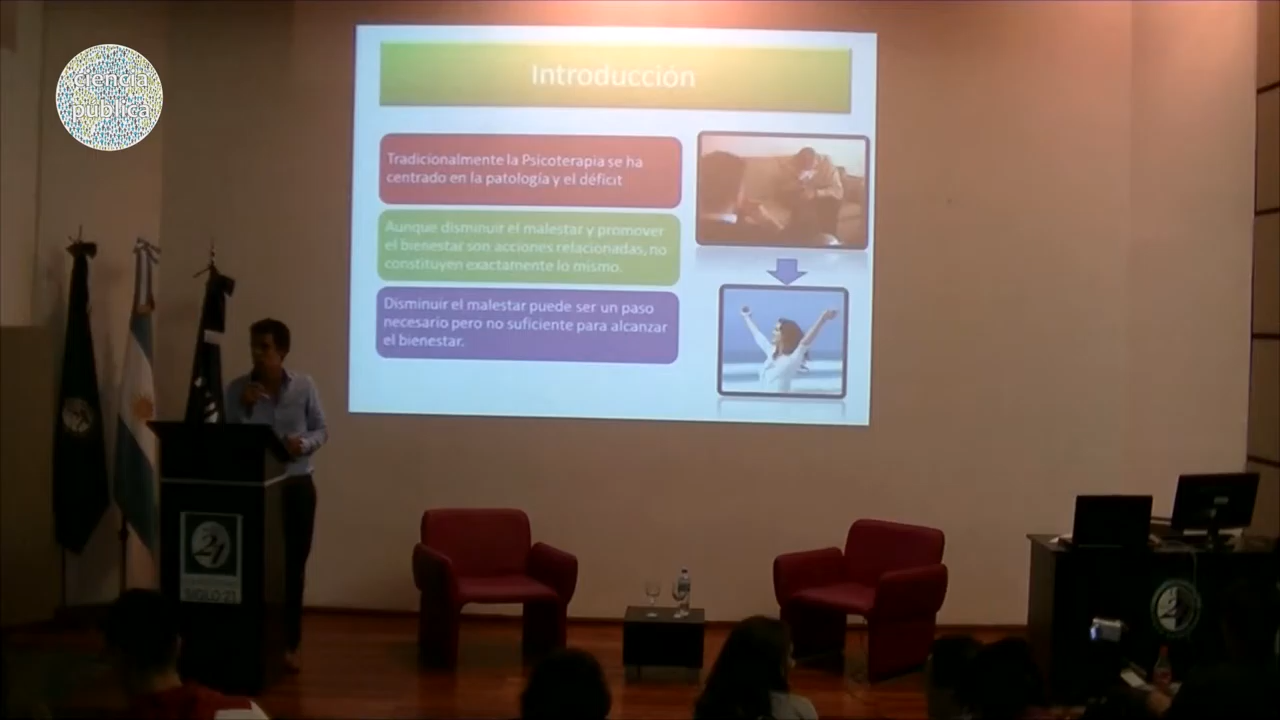 ciencia
pública
Introducción
Tradicionalmente la Psicoterapia se ha
centrado en la patología y el déficit
Aunque disminuir el malestar y promover
el bienestar son acciones relacionadas, no
constituyen exactamente lo mismo.
Disminuir el malestar puede ser un paso
necesario pero no suficiente para alcanzar
el bienestar.
21
SIGLO 21